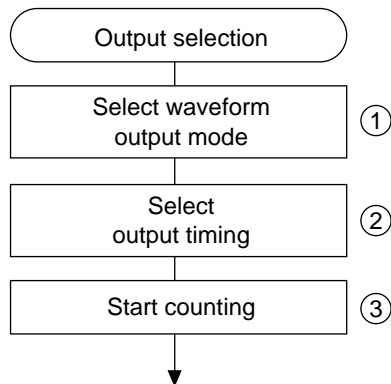 Output selection
Select waveform
output mode
①
Select
output timing
②
Start counting
③